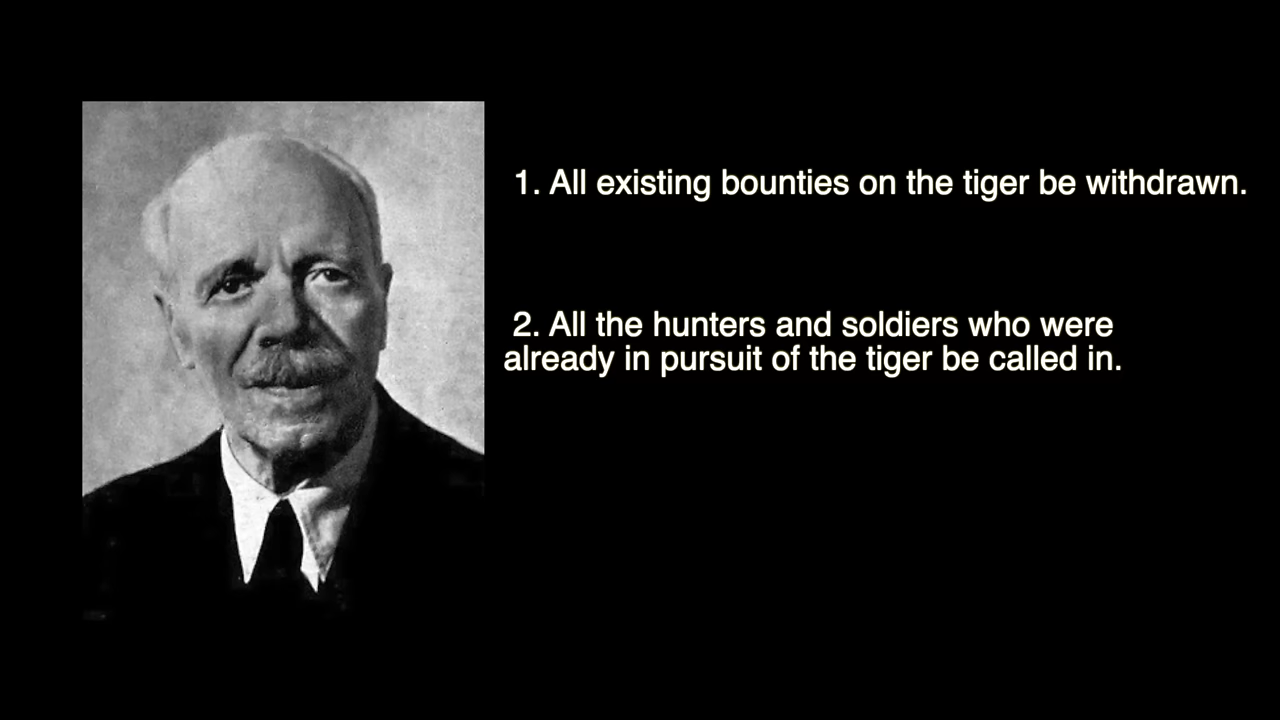 1. All existing bounties on the tiger be withdrawn.
2. All the hunters and soldiers who were
already in pursuit of the tiger be called in.